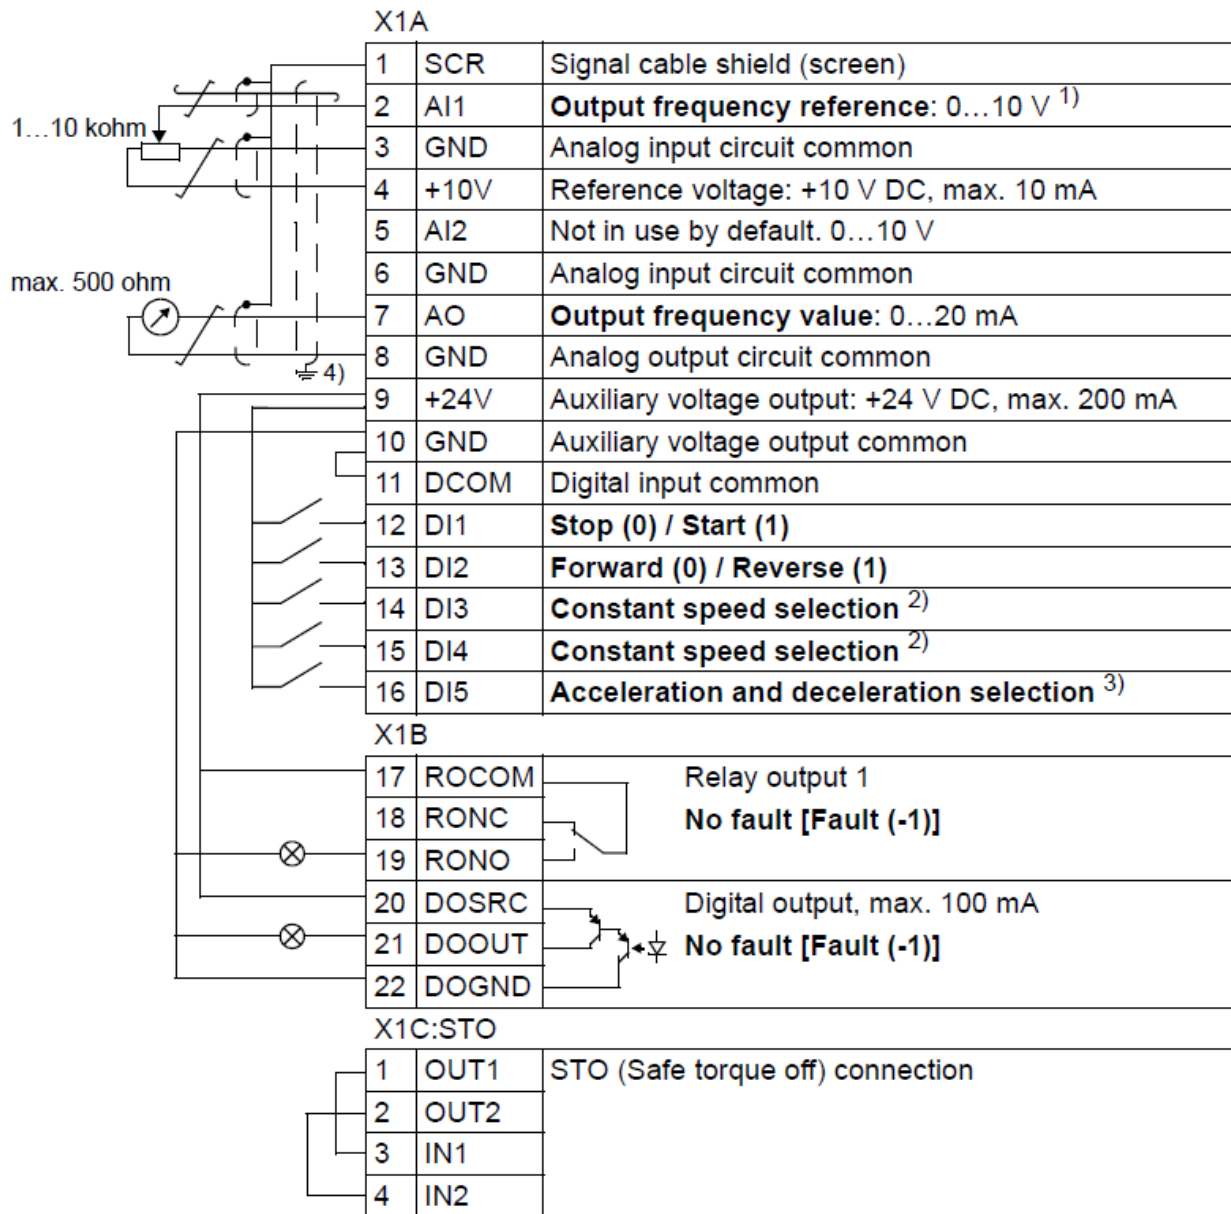 X1A
1 SCR Signal cable shield (screen)
2 AI1 Output frequency reference: 0…10 V 1)
1…10 kohm
3 GND Analog input circuit common
4 +10V Reference voltage: +10 V DC, max. 10 mA
5 AI2 Not in use by default. 0…10 V
6 GND Analog input circuit common
max. 500 ohm
7 AO Output frequency value: 0…20 mA
8 GND Analog output circuit common
4)
9 +24V Auxiliary voltage output: +24 V DC, max. 200 mA
10 GND Auxiliary voltage output common
11 DCOM Digital input common
12 DI1 Stop (0) / Start (1)
13 DI2 Forward (0) / Reverse (1)
14 DI3 Constant speed selection 2)
15 DI4 Constant speed selection 2)
16 DI5 Acceleration and deceleration selection 3)
X1B
17 ROCOM Relay output 1
18 RONC No fault [Fault (-1)]
19 RONO
20 DOSRC Digital output, max. 100 mA
21 DOOUT No fault [Fault (-1)]
22 DOGND
X1C:STO
1 OUT1 STO (Safe torque off) connection
2 OUT2
3 IN1
4 IN2